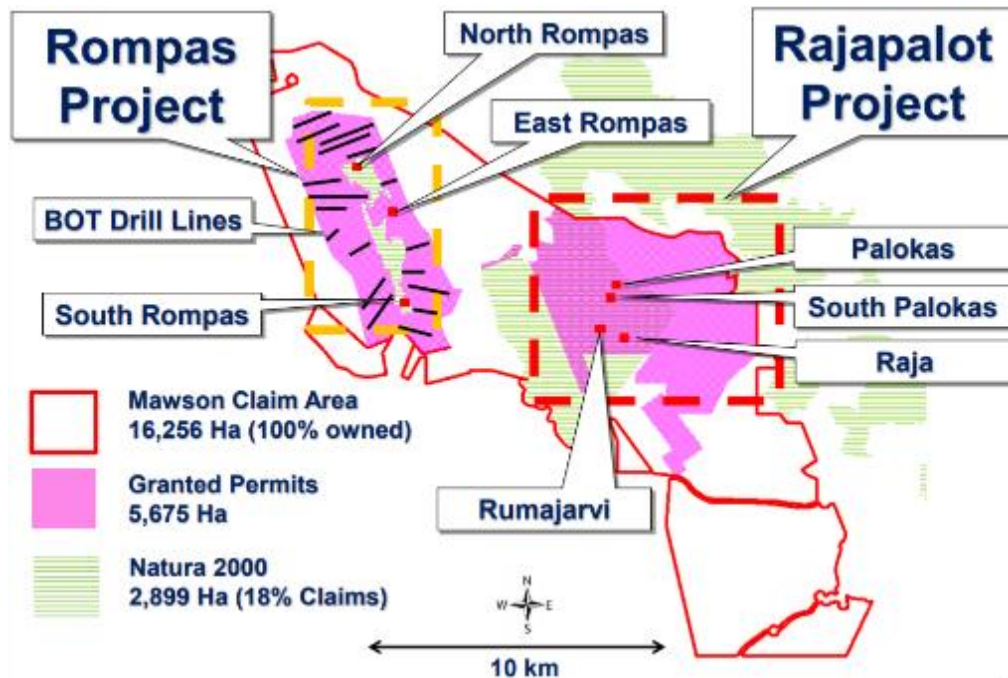 Rompas
Project
North Rompas
Rajapalot
Project
East Rompas
BOT Drill Lines
Palokas
South Rompas
South Palokas
Raja
Mawson Claim Area
16,256 Ha (100% owned)
Granted Permits
5,675 Ha
Rumajarvi
Natura 2000
2,899 Ha (18% Claims)
N
W E
S
10 km